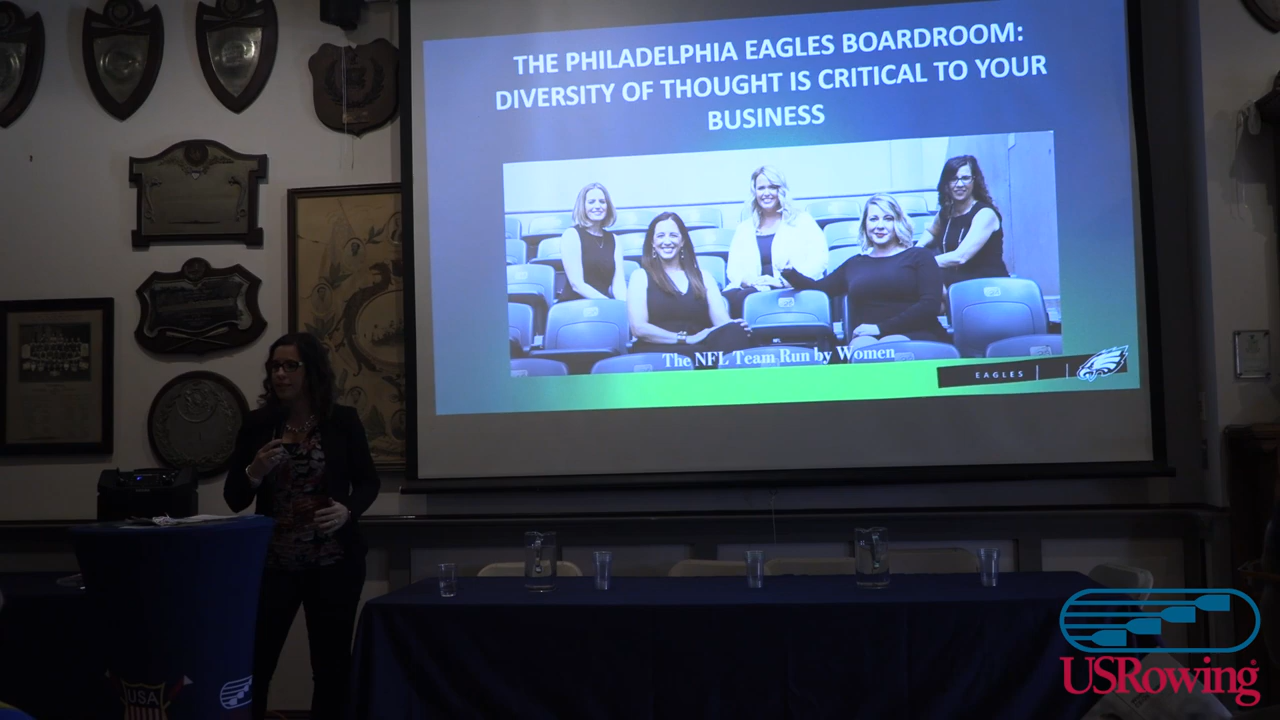 THE PHILADELPHIA EAGLES BOARDROOM:
DIVERSITY OF THOUGHT IS CRITICAL TO YOUR
BUSINESS
The NFL Team Run by Women
EAGLES
USA
USRowing